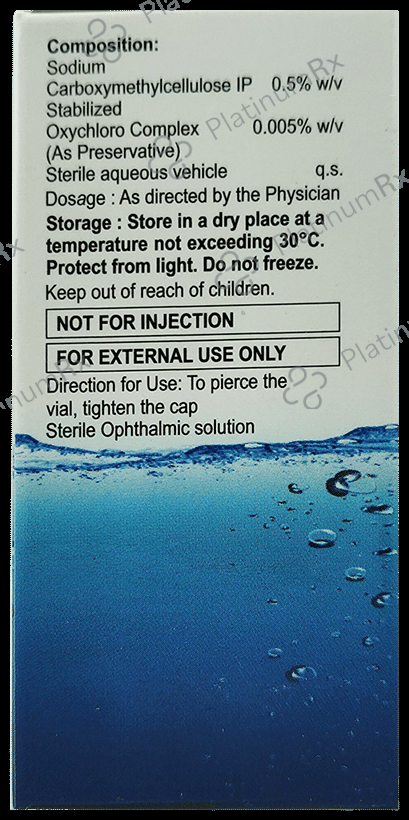 Composition:
Sodium
Carboxymethylcellulose IP 0.5% w/v
Stabilized
Oxychloro Complex 0.005% w/v
(As Preservative)
Sterile aqueous vehicle q.s.
Dosage : As directed by the Physician
Storage : Store in a dry place at a
temperature not exceeding 30°C.
Protect from light. Do not freeze.
Keep out of reach of children.
NOT FOR INJECTION
FOR EXTERNAL USE ONLY
Direction for Use: To pierce the
vial, tighten the cap
Sterile Ophthalmic solution
PlatinumRx
PlatinumRx
PlatinumRx